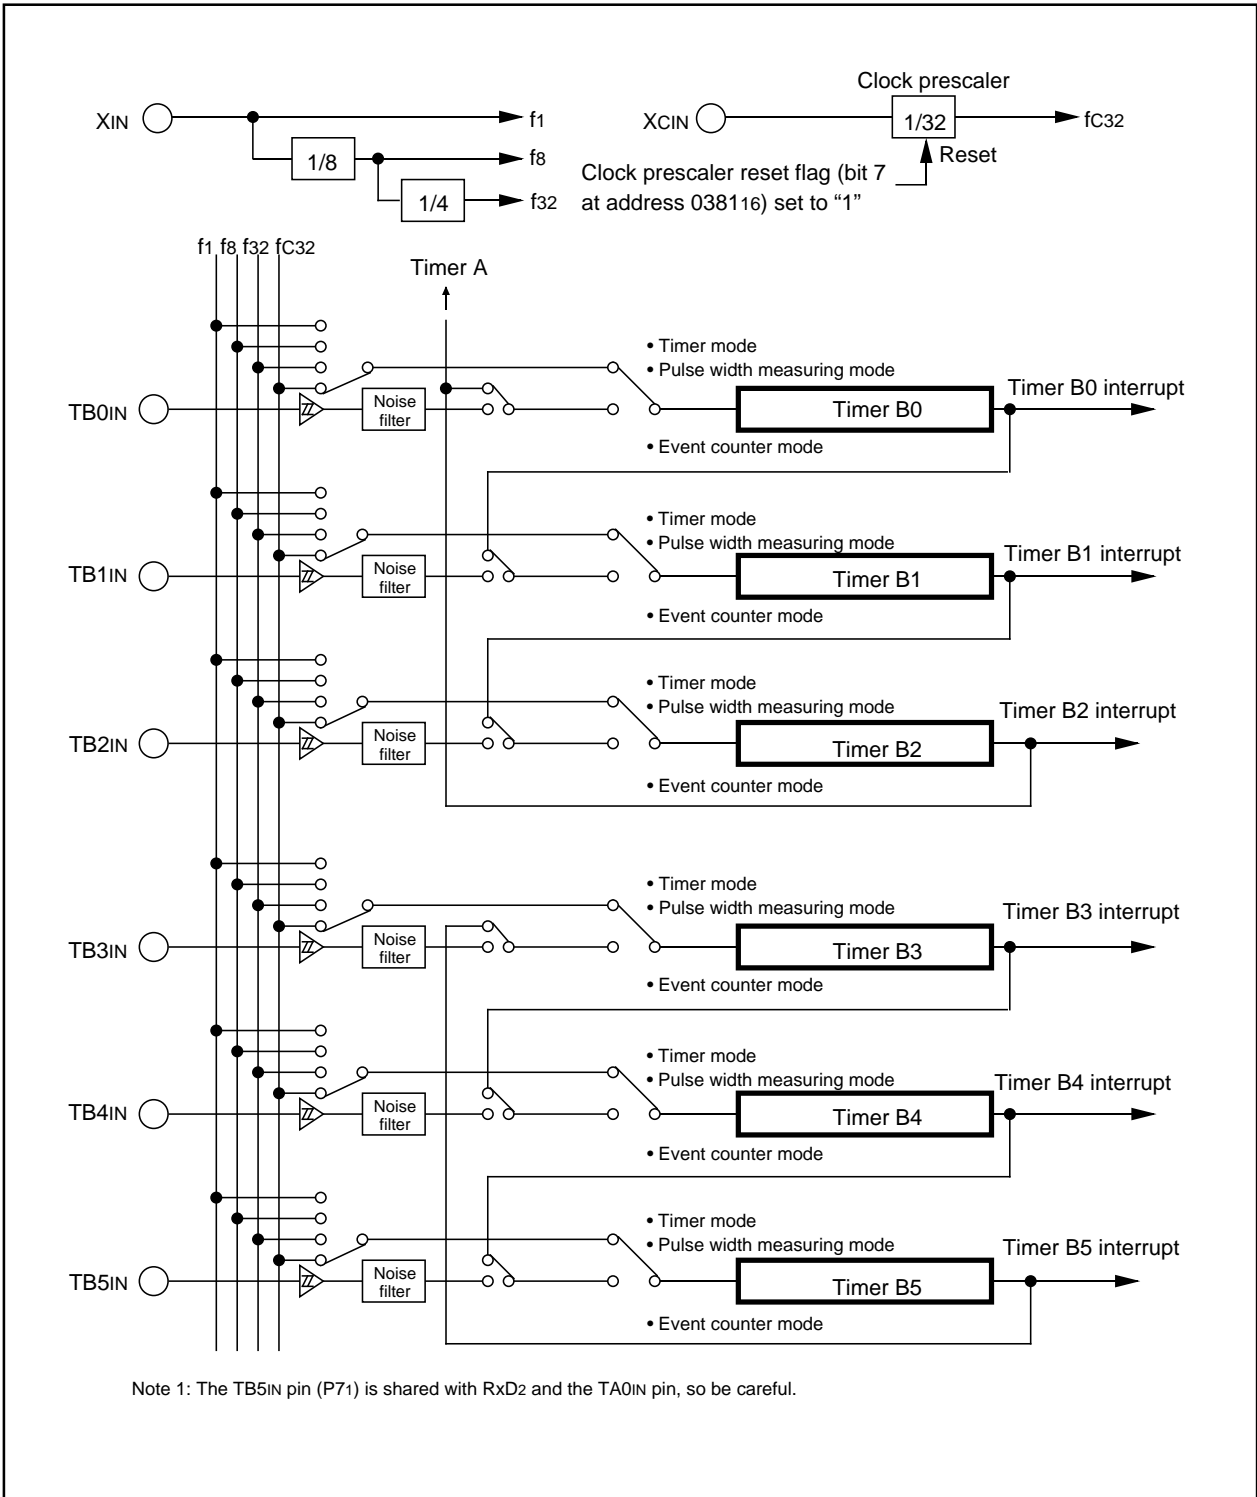 Clock prescaler
XIN
f1
XCIN
1/32
fC32
1/8
f8
Reset
Clock prescaler reset flag (bit 7
at address 038116) set to “1”
1/4
f32
f1 f8 f32 fC32
Timer A
• Timer mode
• Pulse width measuring mode
Timer B0 interrupt
TB0IN
Noise
filter
Timer B0
• Event counter mode
• Timer mode
• Pulse width measuring mode
Timer B1 interrupt
TB1IN
Noise
filter
Timer B1
• Event counter mode
• Timer mode
• Pulse width measuring mode
Timer B2 interrupt
TB2IN
Noise
filter
Timer B2
• Event counter mode
• Timer mode
• Pulse width measuring mode
Timer B3 interrupt
TB3IN
Noise
filter
Timer B3
• Event counter mode
• Timer mode
• Pulse width measuring mode
Timer B4 interrupt
TB4IN
Noise
filter
Timer B4
• Event counter mode
• Timer mode
• Pulse width measuring mode
Timer B5 interrupt
TB5IN
Noise
filter
Timer B5
• Event counter mode
Note 1: The TB5IN pin (P71) is shared with RxD2 and the TA0IN pin, so be careful.